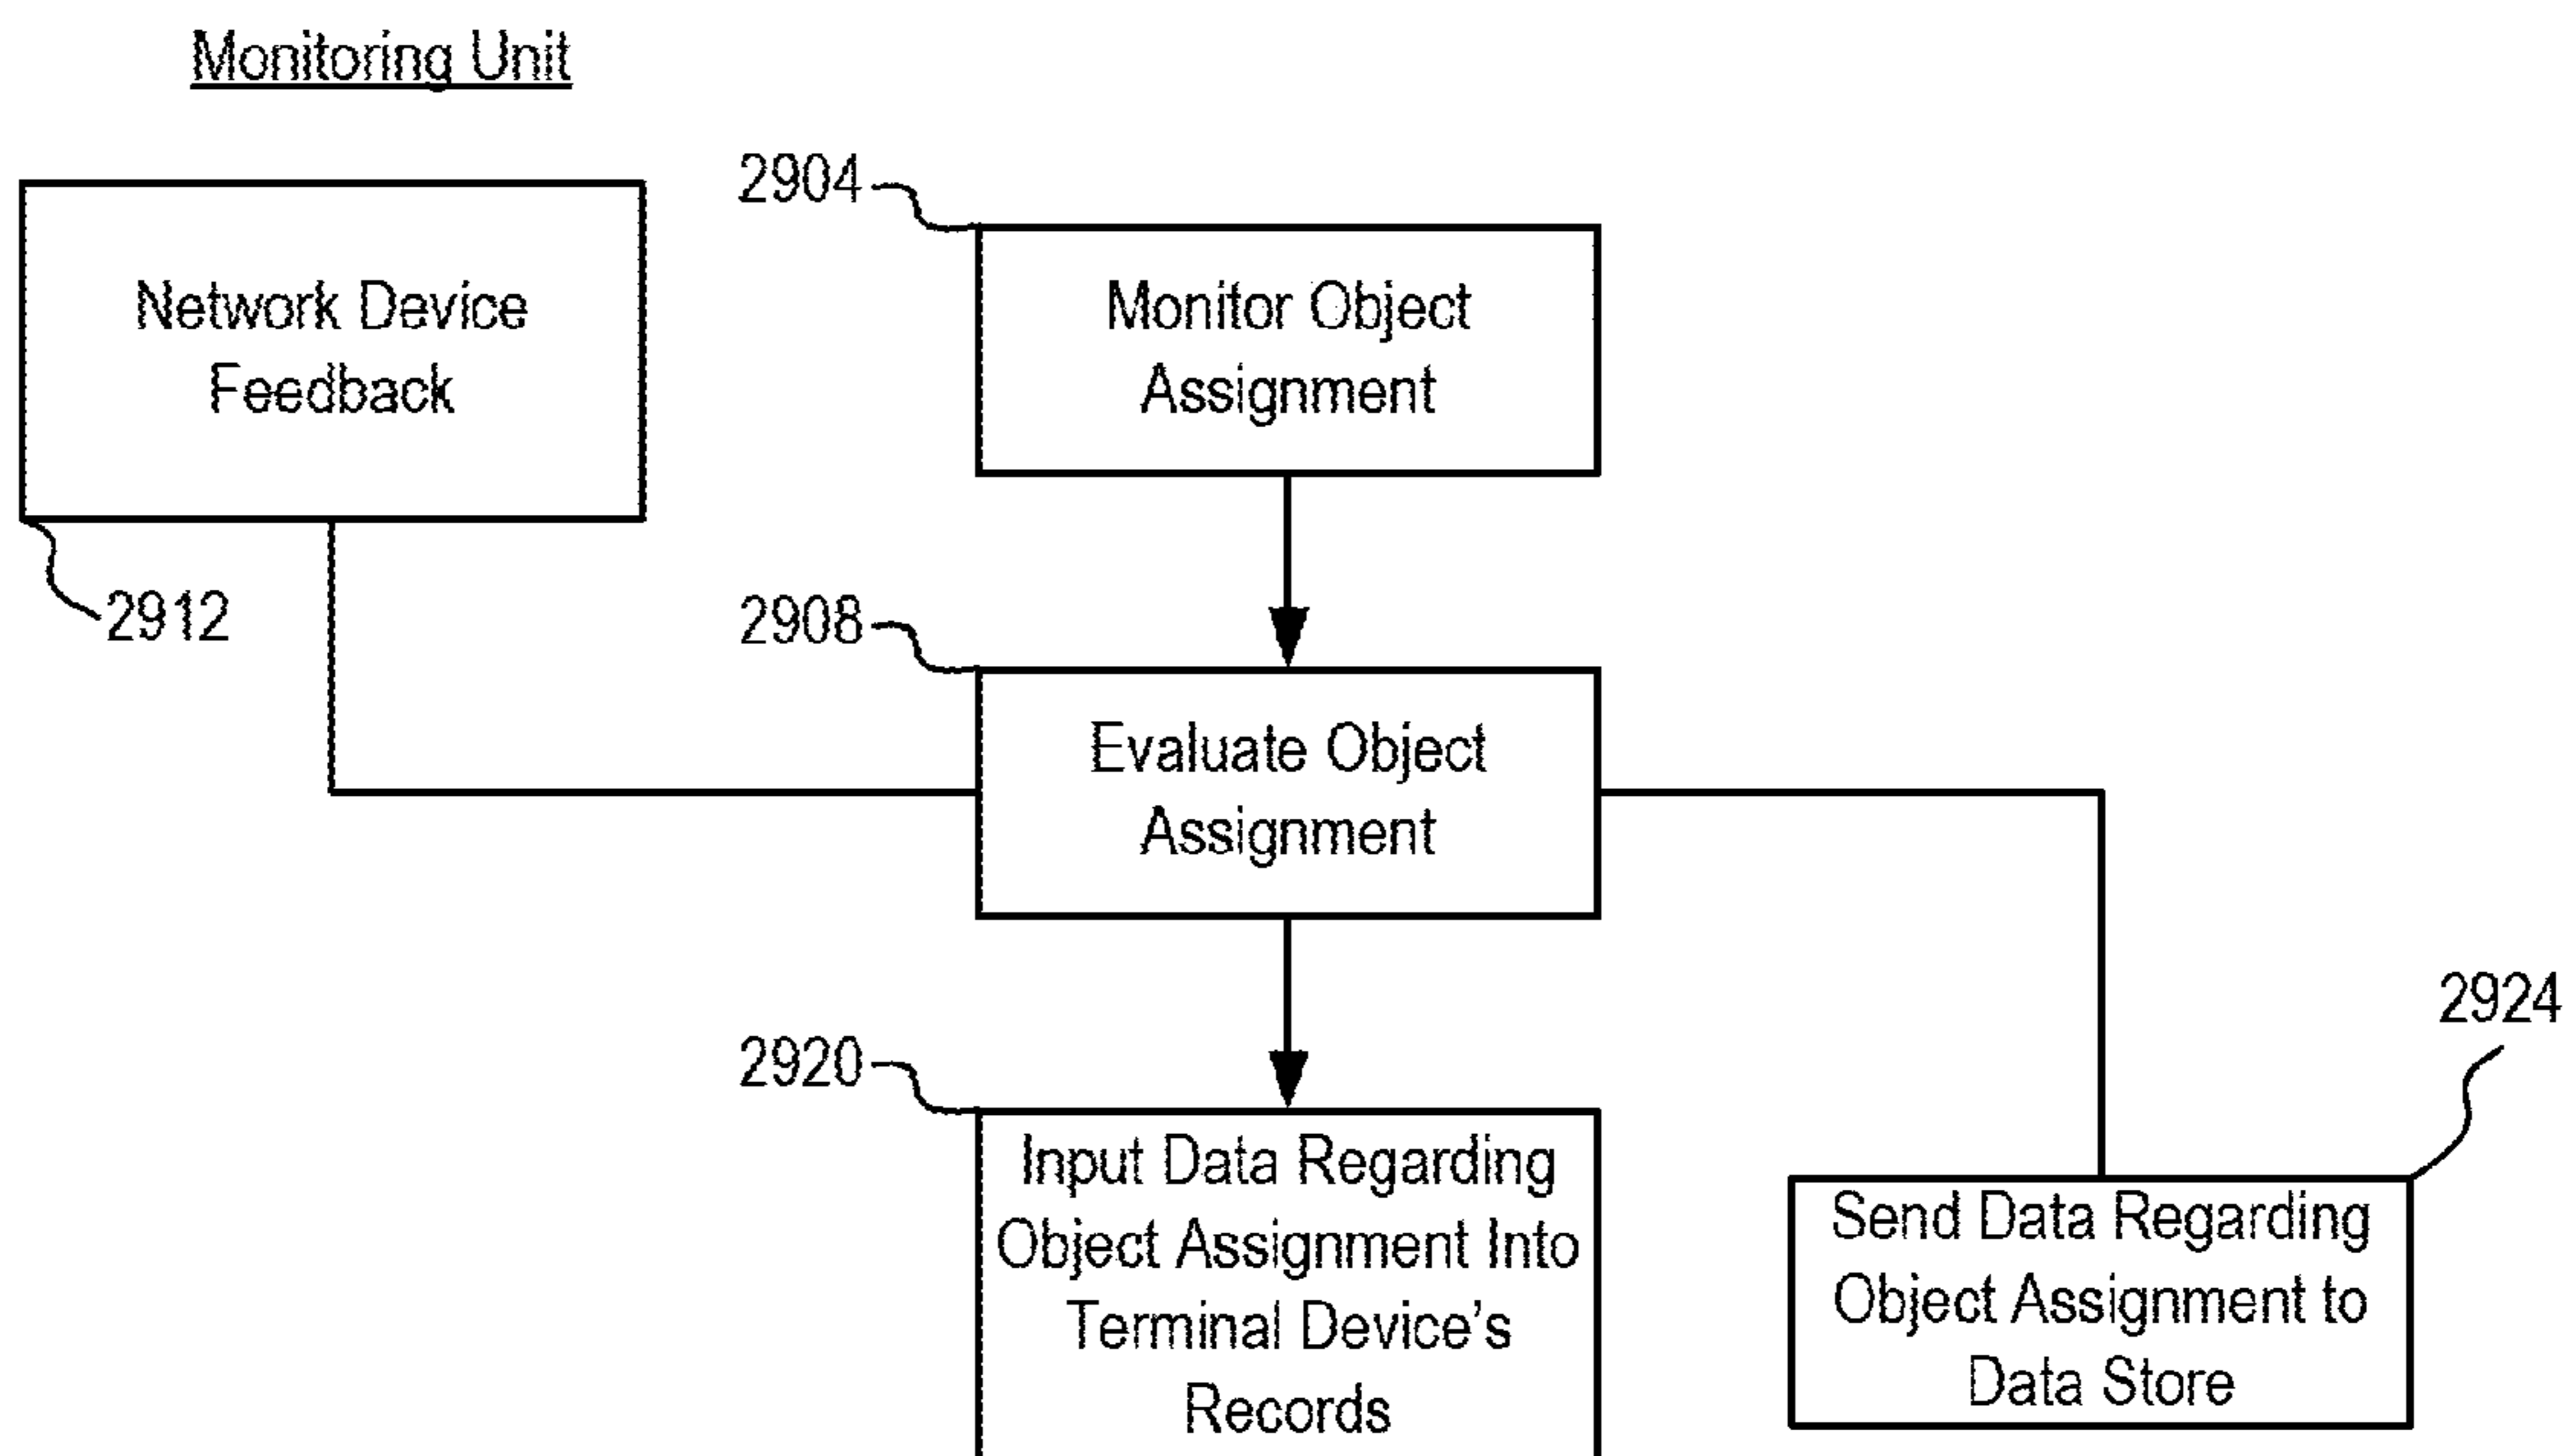 Monitoring Unit
2904
Network Device
Feedback
Monitor Object
Assignment
2912
2908
Evaluate Object
Assignment
2924
2920
Input Data Regarding
Object Assignment Into
Terminal Device's
Records
Send Data Regarding
Object Assignment to
Data Store